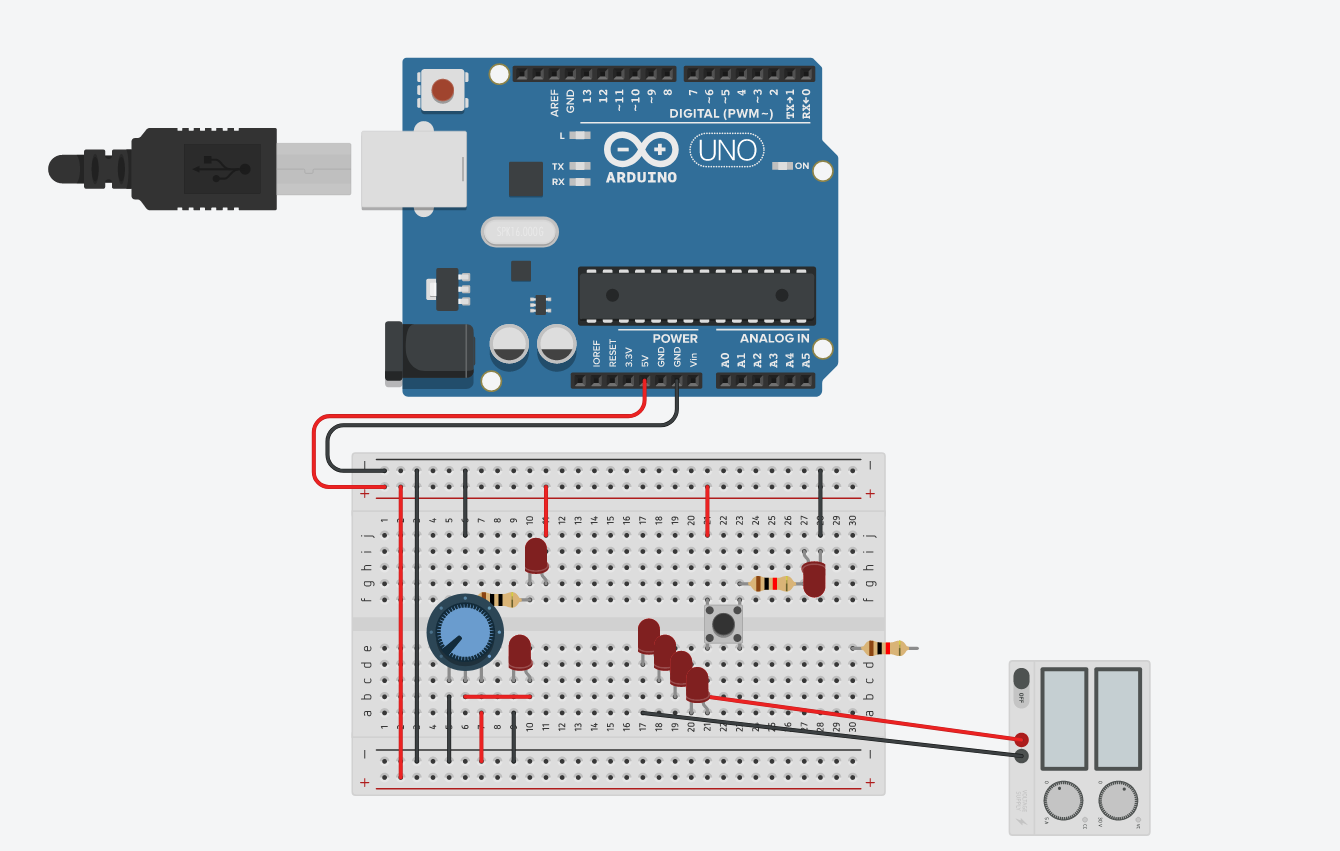 AREF
GND
13
12
~11
~10
~9
8
7
~6
~5
4
~3
2
TX→1
RX←0
DIGITAL (PWM~)
L
TX
RX
UNO
ON
ARDUINO
POWER
ANALOG IN
IOREF
RESET
3.3V
5V
GND
GND
Vin
A0
A1
A2
A3
A4
A5
− −
+ +
1 2 3 4 5 6 7 8 9 10 11 12 13 14 15 16 17 18 19 20 21 22 23 24 25 26 27 28 29 30
j j
i i
h h
g g
f f
e e
d d
c c
b b
a a
1 2 3 4 5 6 7 8 9 10 11 12 13 14 15 16 17 18 19 20 21 22 23 24 25 26 27 28 29 30
− −
+ +
OFF